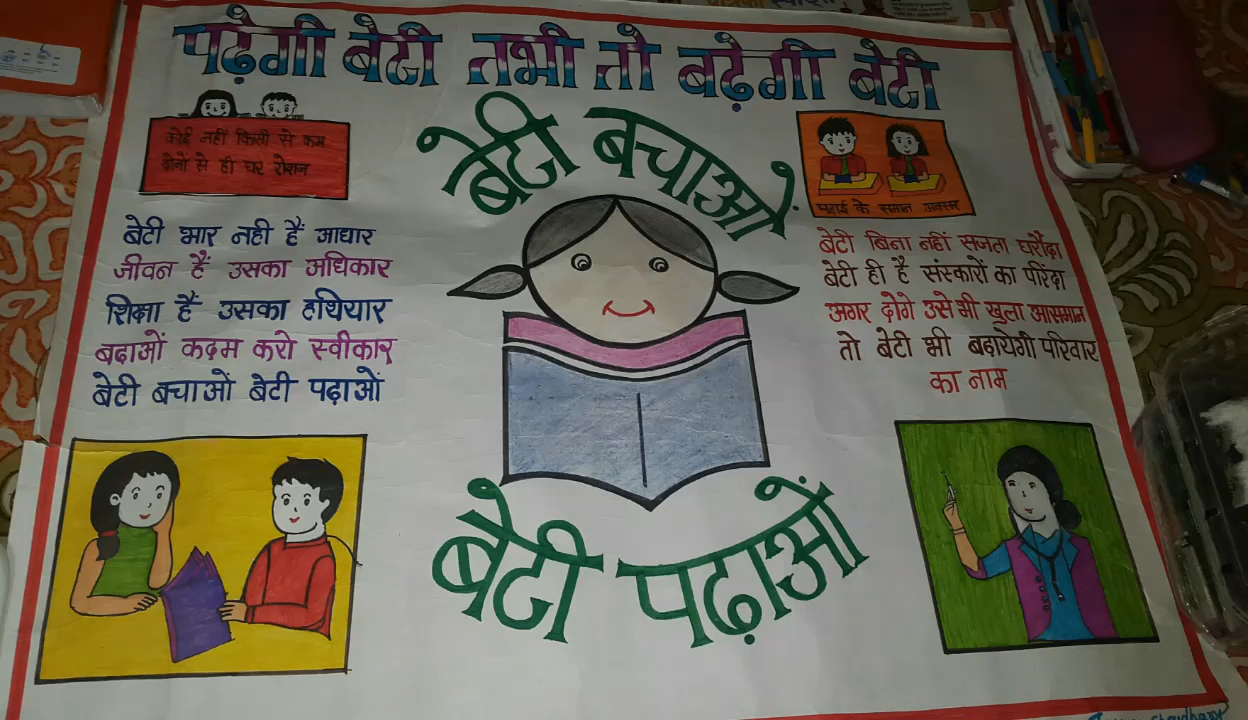 पढ़ेगी बेटी तभी तो बढ़ेगी बेटी
कोई नहीं किसी से कम
दोनों से ही घर रोशन
बेटी बचाओं
पढाई के समान अवसर
बेटी भार नही हैं आधार
जीवन हैं उसका अधिकार
शिक्षा हैं उसका हथियार
बढाओं कदम करो स्वीकार
बेटी बचाओं बेटी पढ़ाओं
बेटी बिना नहीं सजता घरौंदा
बेटी ही है संस्कारों का परिंदा
अगर दोगे उसे भी खुला आसमान
तो बेटी भी बढ़ायेगी परिवार
का नाम
बेटी पढ़ाओं
chaudhary